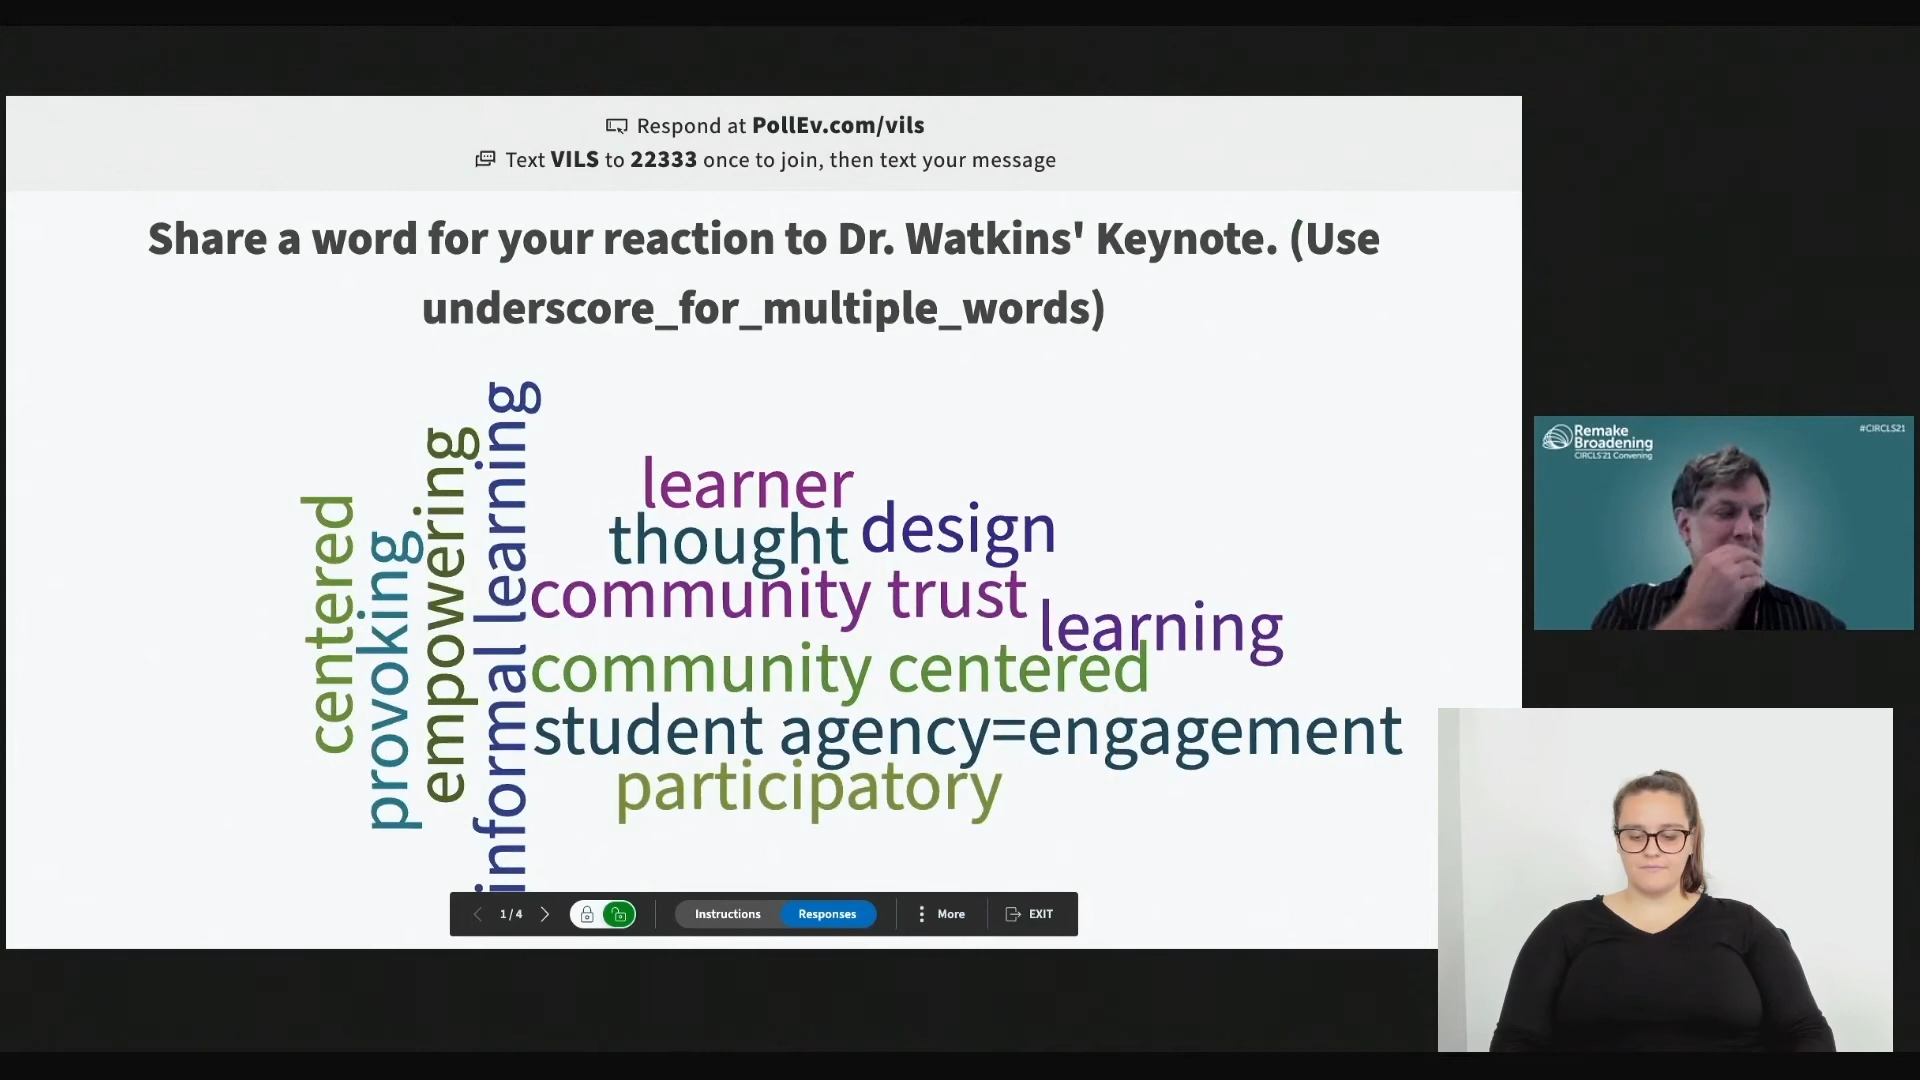 Respond at PollEv.com/vils
Text VILS to 22333 once to join, then text your message
Share a word for your reaction to Dr. Watkins' Keynote. (Use
underscore_for_multiple_words)
centered
provoking
empowering
informal learning
learner
thought
design
community trust
learning
community centered
student agency=engagement
participatory
1/4
Instructions
Responses
More
EXIT
Remake
Broadening
CIRCLS'21 Convening
#CIRCLS21